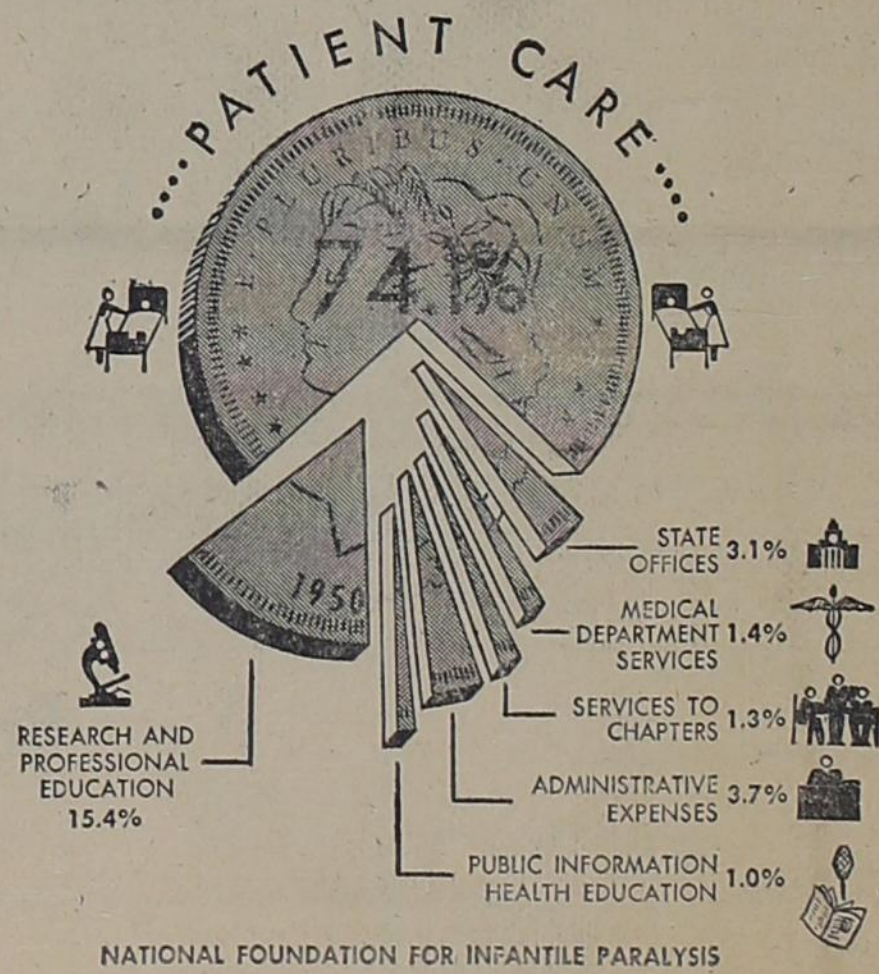 PATIENT CARE
E · PLURIBUS · UNUM
74.1%
1950
STATE
OFFICES 3.1%
MEDICAL
DEPARTMENT 1.4%
SERVICES
SERVICES TO
CHAPTERS 1.3%
RESEARCH AND
PROFESSIONAL
EDUCATION
15.4%
ADMINISTRATIVE
EXPENSES 3.7%
PUBLIC INFORMATION
HEALTH EDUCATION 1.0%
NATIONAL FOUNDATION FOR INFANTILE PARALYSIS